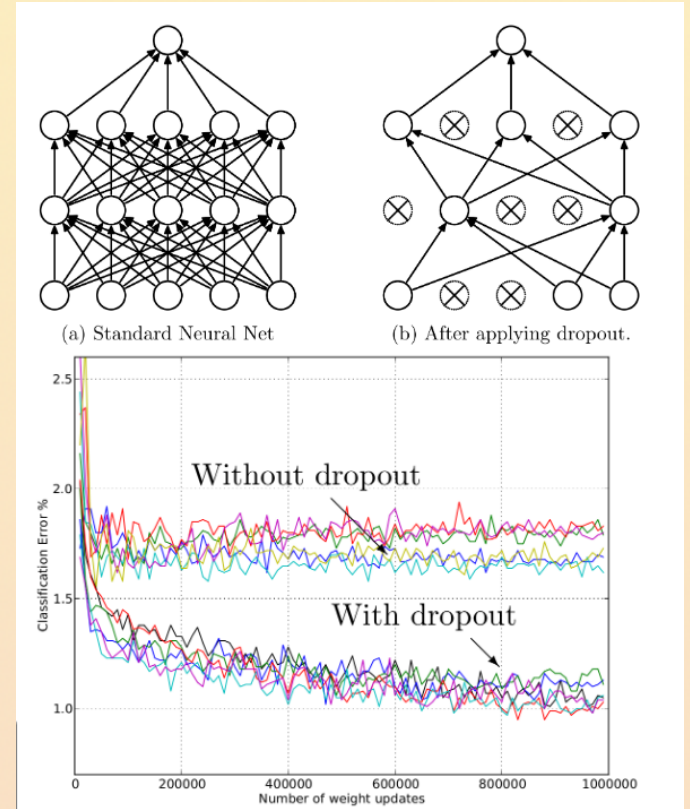 (a) Standard Neural Net
(b) After applying dropout.
2.5
Without dropout
2.0
Classification Error %
1.5
With dropout
1.0
0
200000
400000
600000
800000
1000000
Number of weight updates